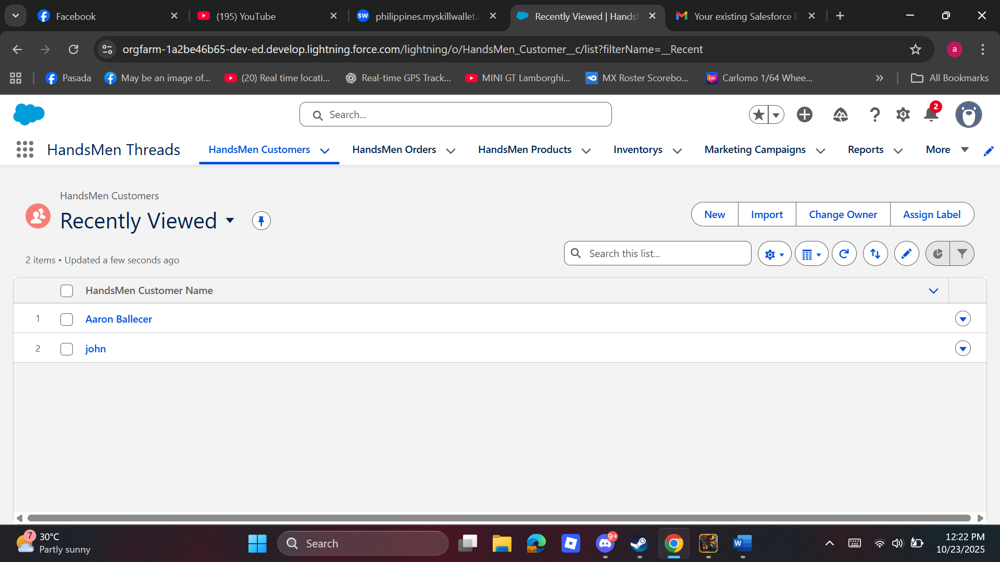 Facebook
(195) YouTube
SW philippines.myskillwallet.a
Recently Viewed | Hands
Your existing Salesforce D
orgfarm-1a2be46b65-dev-ed.develop.lightning.force.com/lightning/o/HandsMen_Customer__c/list?filterName=__Recent
a
Pasada
May be an image of...
(20) Real time locati...
Real-time GPS Track...
MINI GT Lamborghi...
MX Roster Scorebo...
Laz Carlomo 1/64 Whee...
All Bookmarks
Search...
2
HandsMen Threads
HandsMen Customers
HandsMen Orders
HandsMen Products
Inventorys
Marketing Campaigns
Reports
More
HandsMen Customers
Recently Viewed
New
Import
Change Owner
Assign Label
2 items • Updated a few seconds ago
Search this list...
HandsMen Customer Name
1 Aaron Ballecer
2 john
7
30°C
Partly sunny
Search
9+
W
12:22 PM
10/23/2025